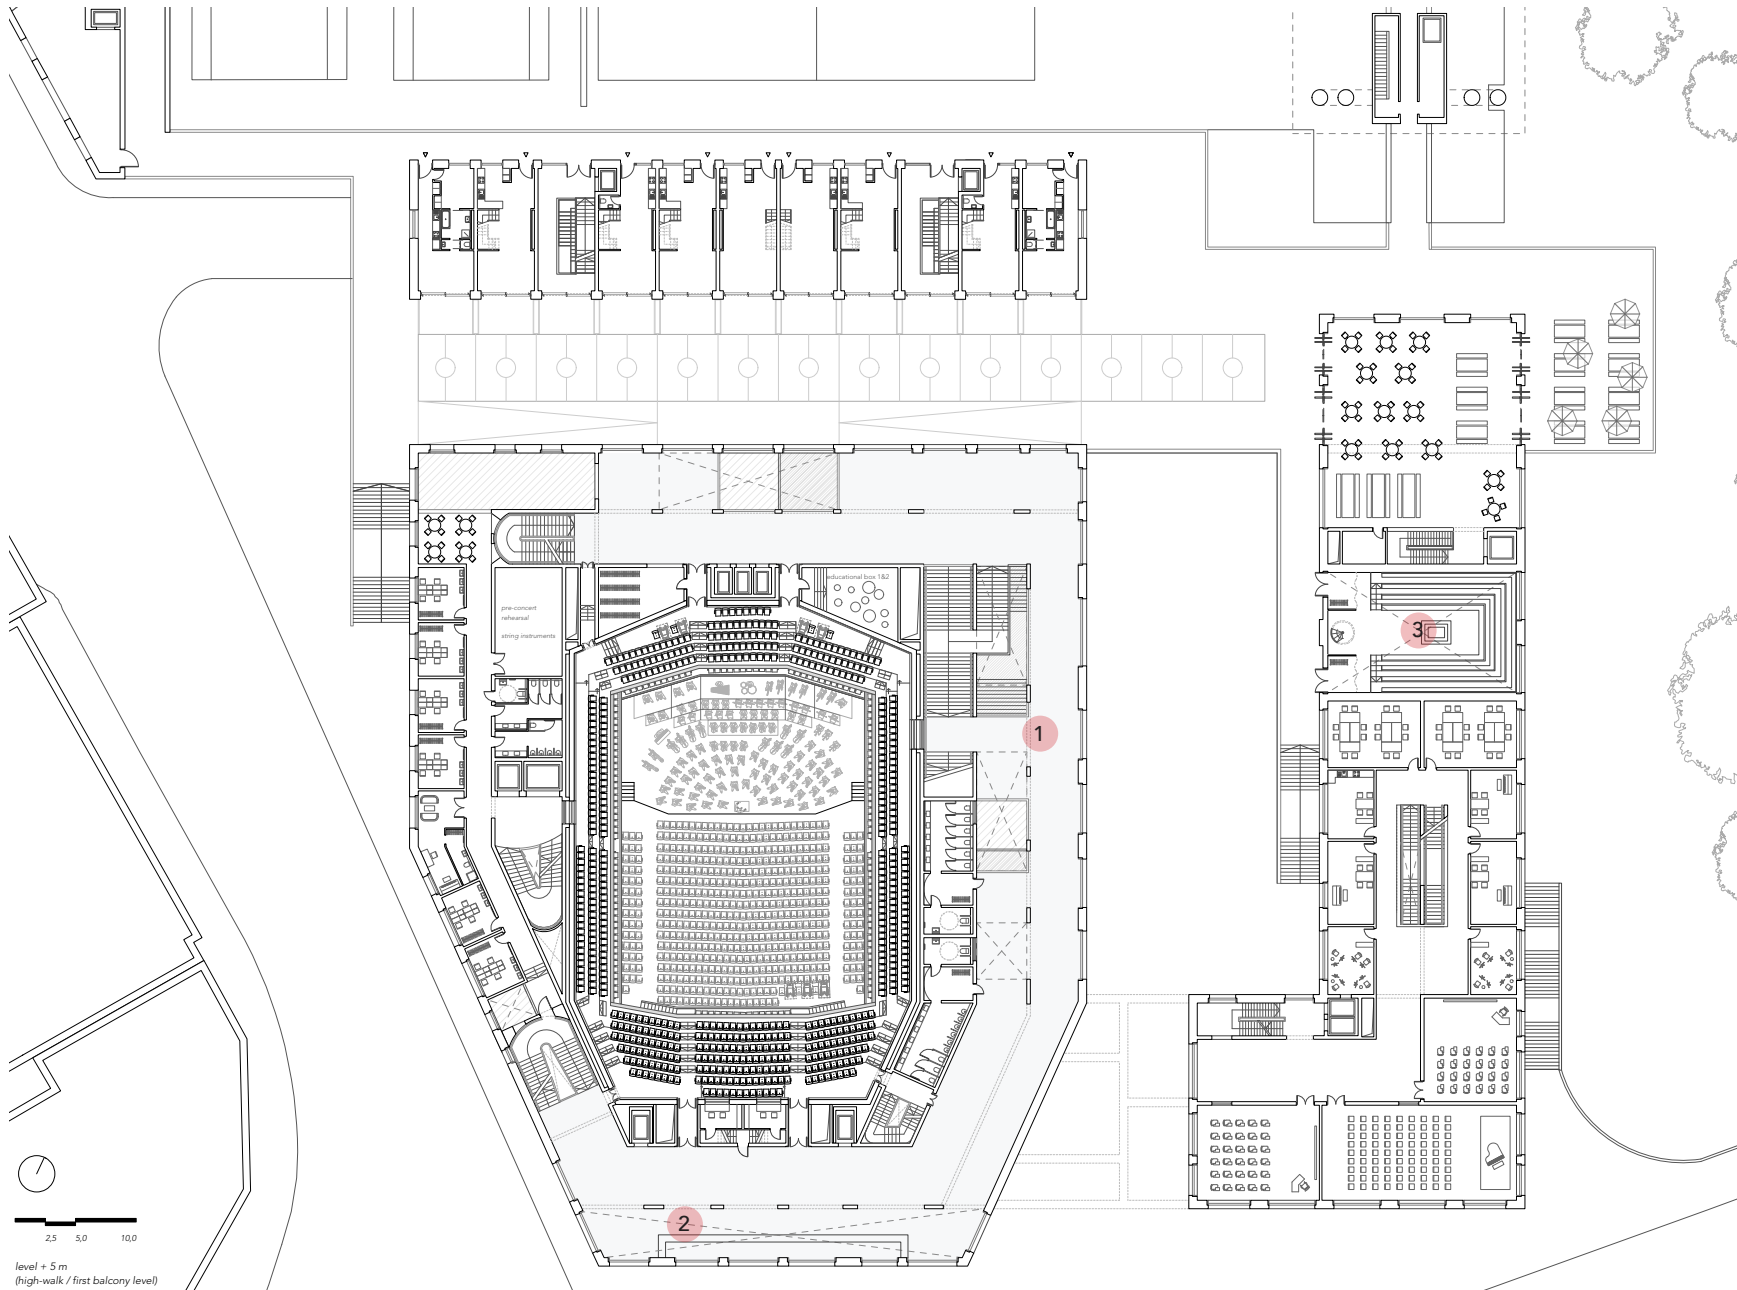 educational box 1&2
pre-concert
rehearsal
string instruments
1
2
3
2,5 5,0 10,0
level + 5 m
(high-walk / first balcony level)